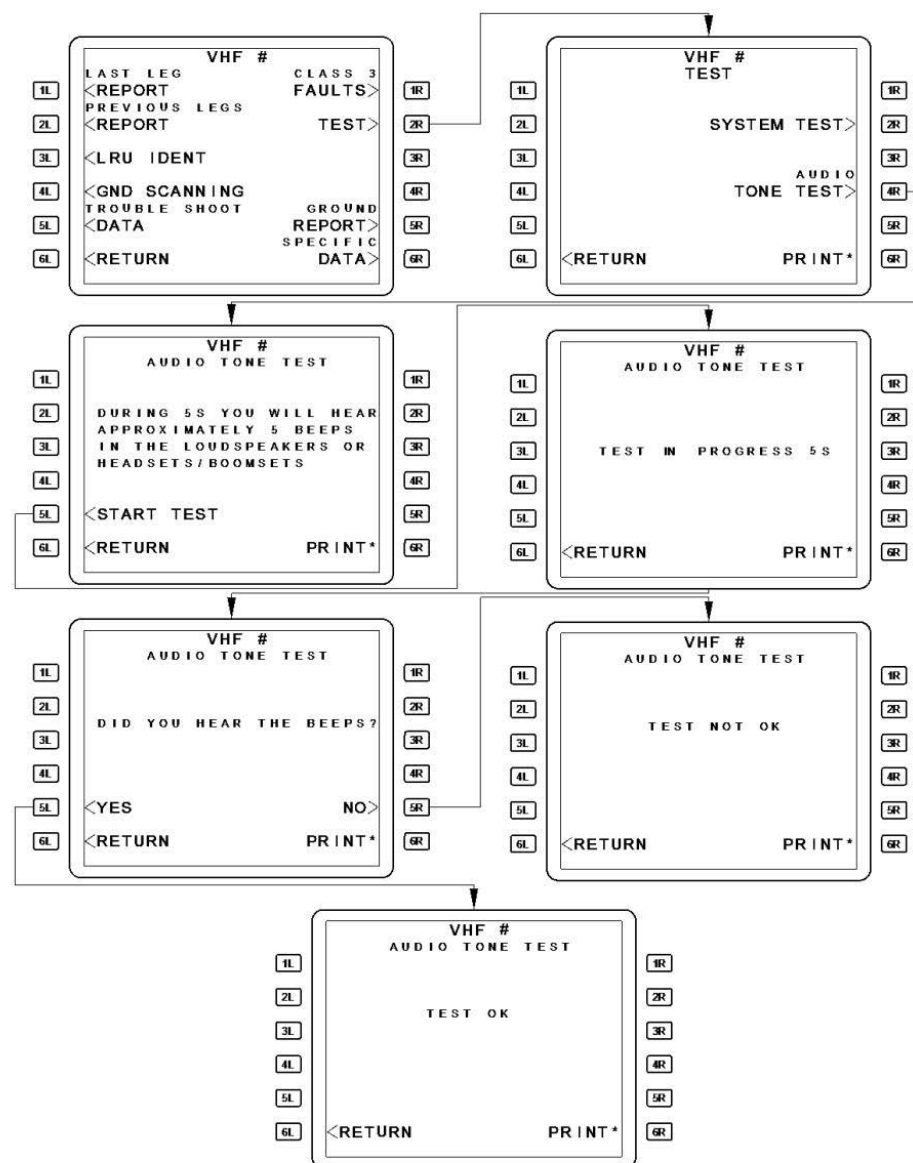 VHF #
LAST LEG CLASS 3
1L <REPORT FAULTS> 1R
PREVIOUS LEGS
2L <REPORT TEST> 2R
3L <LRU IDENT 3R
4L <GND SCANNING 4R
TROUBLE SHOOT GROUND
5L <DATA REPORT> 5R
SPECIFIC
6L <RETURN DATA> 6R
VHF #
TEST
1L 1R
2L SYSTEM TEST> 2R
3L 3R
AUDIO
4L TONE TEST> 4R
5L 5R
6L <RETURN PRINT* 6R
VHF #
AUDIO TONE TEST
1L 1R
2L DURING 5S YOU WILL HEAR 2R
APPROXIMATELY 5 BEEPS
3L IN THE LOUDSPEAKERS OR 3R
HEADSETS/BOOMSETS
4L 4R
5L <START TEST 5R
6L <RETURN PRINT* 6R
VHF #
AUDIO TONE TEST
1L 1R
2L 2R
3L TEST IN PROGRESS 5S 3R
4L 4R
5L 5R
6L <RETURN PRINT* 6R
VHF #
AUDIO TONE TEST
1L 1R
2L 2R
DID YOU HEAR THE BEEPS?
3L 3R
4L 4R
5L <YES NO> 5R
6L <RETURN PRINT* 6R
VHF #
AUDIO TONE TEST
1L 1R
2L 2R
TEST NOT OK
3L 3R
4L 4R
5L 5R
6L <RETURN PRINT* 6R
VHF #
AUDIO TONE TEST
1L 1R
2L 2R
TEST OK
3L 3R
4L 4R
5L 5R
6L <RETURN PRINT* 6R